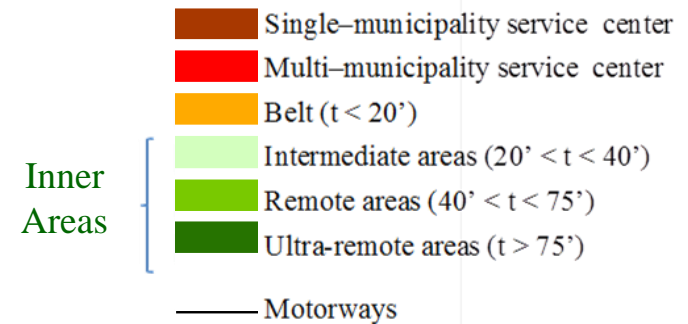 Single–municipality service center
Multi–municipality service center
Belt (t < 20’)
Intermediate areas (20’ < t < 40’)
Inner
Areas
Remote areas (40’ < t < 75’)
Ultra-remote areas (t > 75’)
Motorways